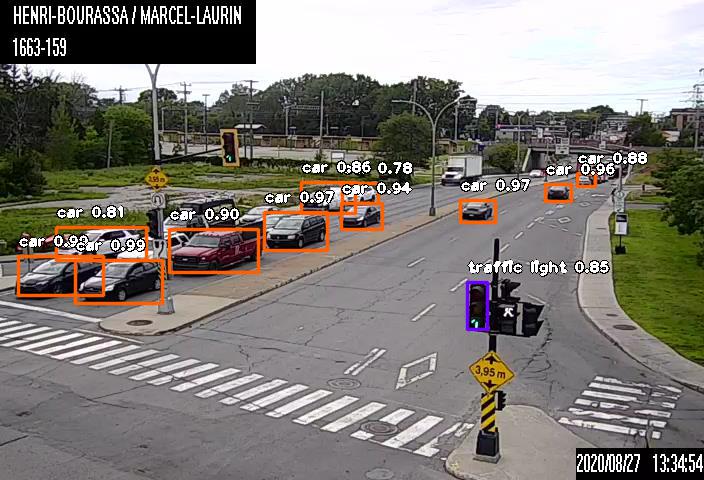 HENRI-BOURASSA / MARCEL-LAURIN
1663-159
car 0.88
car 0.78
car 0.96
car 0.97
car 0.94
car 0.97
car 0.81
car 0.90
car 0.99
traffic light 0.85
3,95 m
2020/08/27 13:34:54